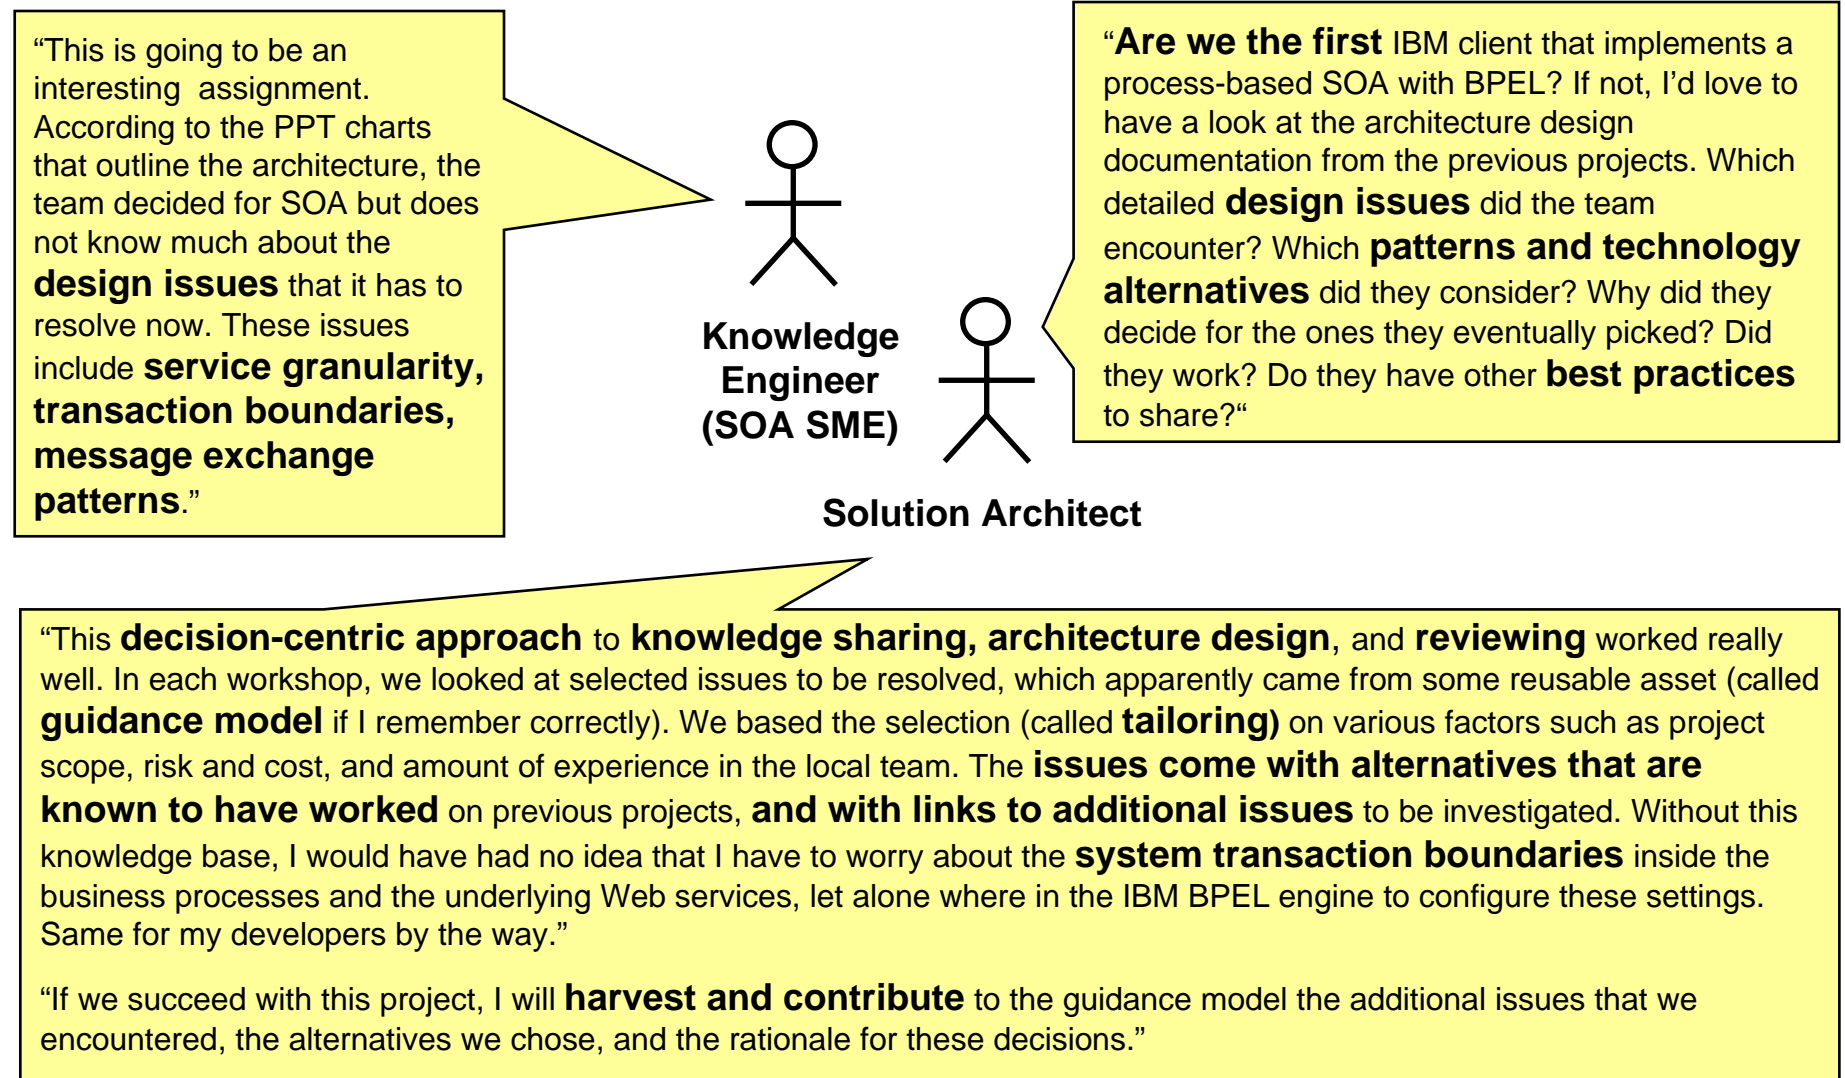 “This is going to be an
interesting assignment.
According to the PPT charts
that outline the architecture, the
team decided for SOA but does
not know much about the
design issues that it has to
resolve now. These issues
include service granularity,
transaction boundaries,
message exchange
patterns.”
Knowledge
Engineer
(SOA SME)
Solution Architect
“Are we the first IBM client that implements a
process-based SOA with BPEL? If not, I’d love to
have a look at the architecture design
documentation from the previous projects. Which
detailed design issues did the team
encounter? Which patterns and technology
alternatives did they consider? Why did they
decide for the ones they eventually picked? Did
they work? Do they have other best practices
to share?“
“This decision-centric approach to knowledge sharing, architecture design, and reviewing worked really
well. In each workshop, we looked at selected issues to be resolved, which apparently came from some reusable asset (called
guidance model if I remember correctly). We based the selection (called tailoring) on various factors such as project
scope, risk and cost, and amount of experience in the local team. The issues come with alternatives that are
known to have worked on previous projects, and with links to additional issues to be investigated. Without this
knowledge base, I would have had no idea that I have to worry about the system transaction boundaries inside the
business processes and the underlying Web services, let alone where in the IBM BPEL engine to configure these settings.
Same for my developers by the way.”
“If we succeed with this project, I will harvest and contribute to the guidance model the additional issues that we
encountered, the alternatives we chose, and the rationale for these decisions.”